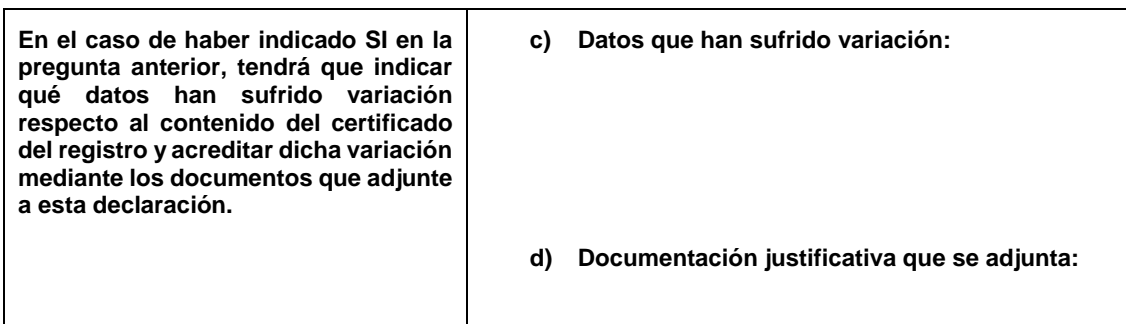 En el caso de haber indicado SI en la
pregunta anterior, tendrá que indicar
qué datos han sufrido variación
respecto al contenido del certificado
del registro y acreditar dicha variación
mediante los documentos que adjunte
a esta declaración.
c) Datos que han sufrido variación:
d) Documentación justificativa que se adjunta: